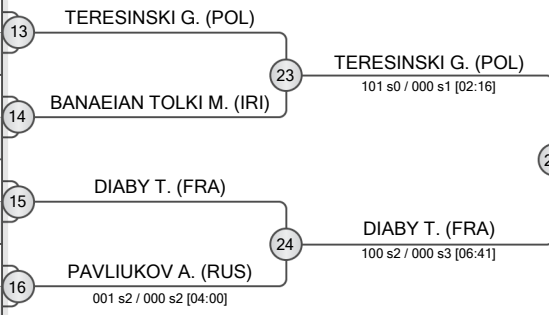 TERESINSKI G. (POL)
13
23
TERESINSKI G. (POL)
101 s0 / 000 s1 [02:16]
BANAEIAN TOLKI M. (IRI)
14
DIABY T. (FRA)
15
24
DIABY T. (FRA)
100 s2 / 000 s3 [06:41]
PAVLIUKOV A. (RUS)
16
001 s2 / 000 s2 [04:00]